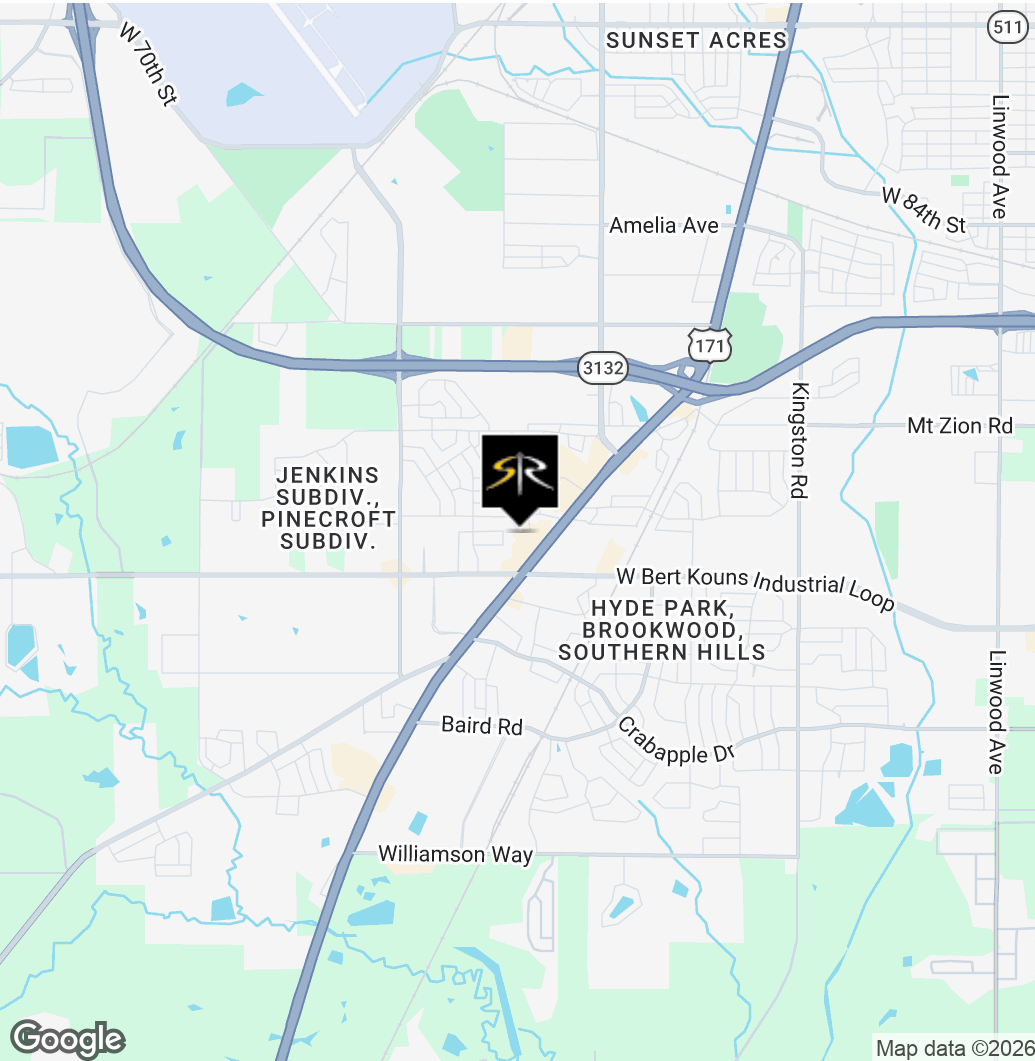 SUNSET ACRES
511
W 70th St
Linwood Ave
W 84th St
Amelia Ave
171
3132
Kingston Rd
Mt Zion Rd
SR
JENKINS
SUBDIV.,
PINECROFT
SUBDIV.
W Bert Kouns Industrial Loop
HYDE PARK,
BROOKWOOD,
SOUTHERN HILLS
Linwood Ave
Baird Rd
Crabapple Dr
Williamson Way
Google
Map data ©2026